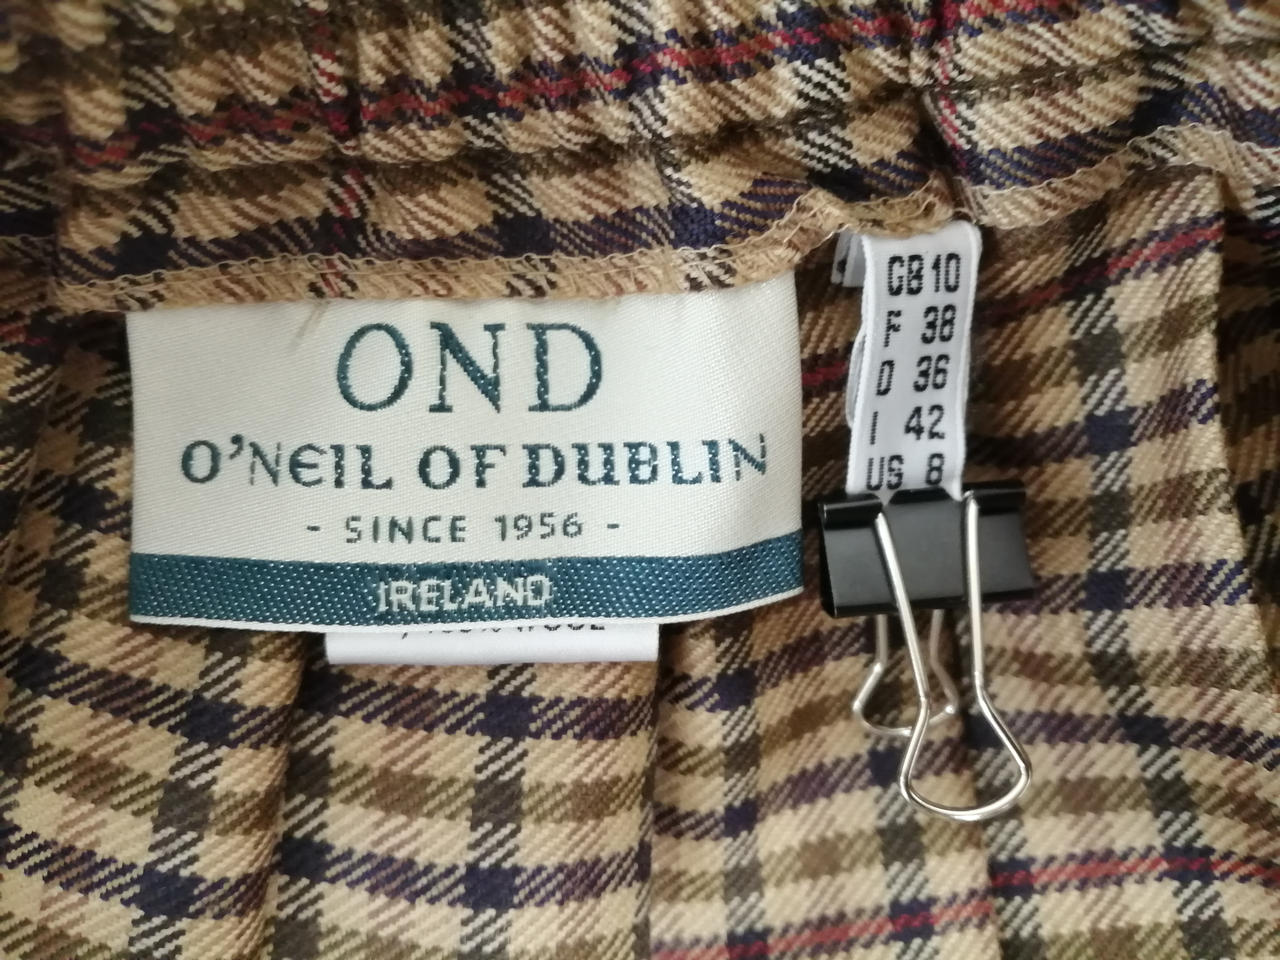 OND
O'NEIL OF DUBLIN
- SINCE 1956 -
IRELAND
GB 10
F 38
D 36
I 42
US 8